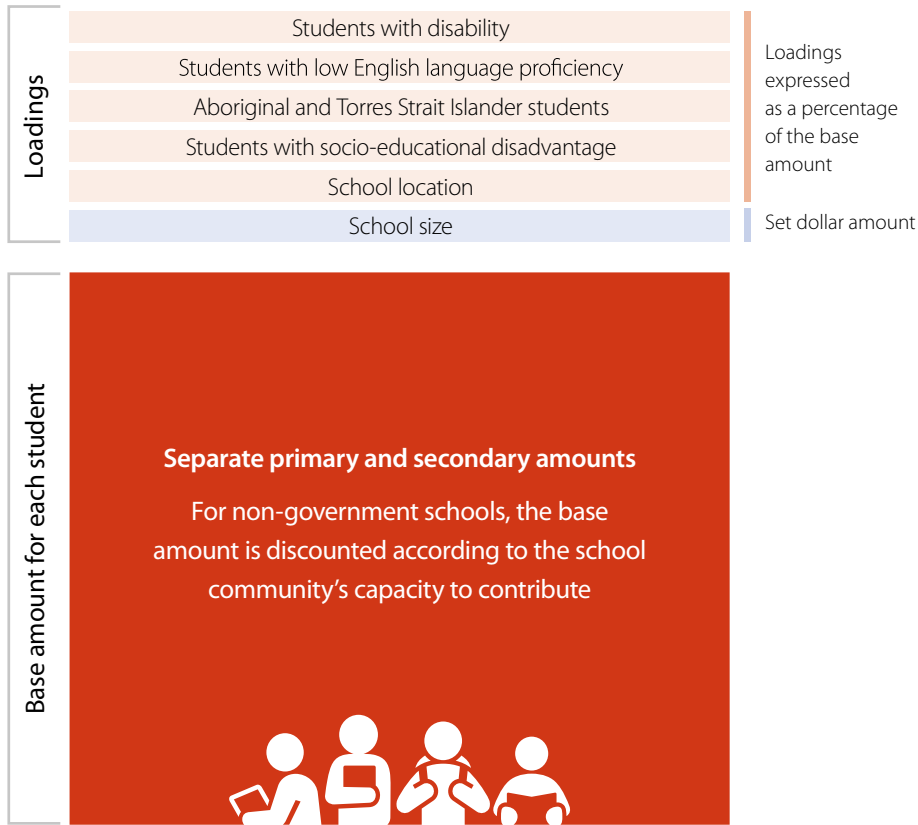 Loadings
Students with disability
Students with low English language proficiency
Aboriginal and Torres Strait Islander students
Students with socio-educational disadvantage
School location
School size
Loadings
expressed
as a percentage
of the base
amount
Set dollar amount
Base amount for each student
Separate primary and secondary amounts
For non-government schools, the base
amount is discounted according to the school
community’s capacity to contribute